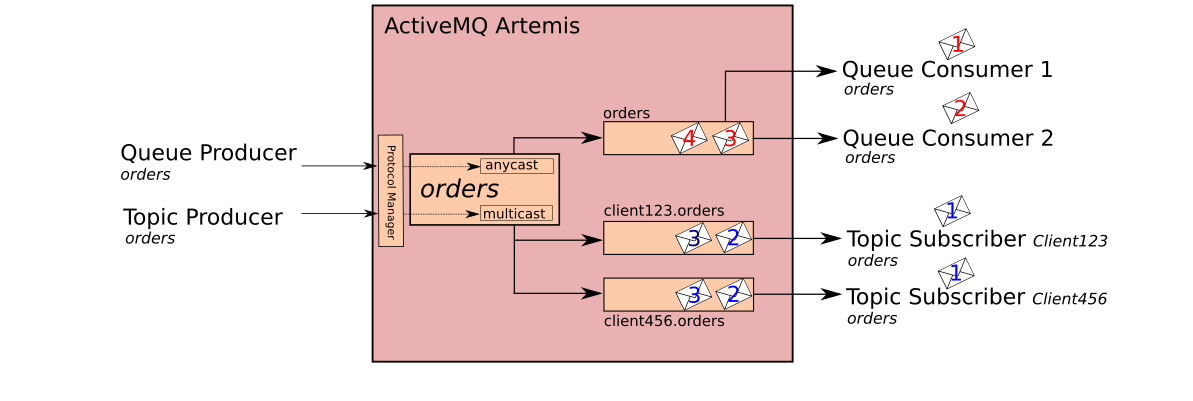 ActiveMQ Artemis
Queue Producer
orders
Topic Producer
orders
Protocol Manager
anycast
orders
multicast
orders
4 3
client123.orders
3 2
3 2
client456.orders
1
Queue Consumer 1
orders
2
Queue Consumer 2
orders
1
Topic Subscriber Client123
orders
1
Topic Subscriber Client456
orders